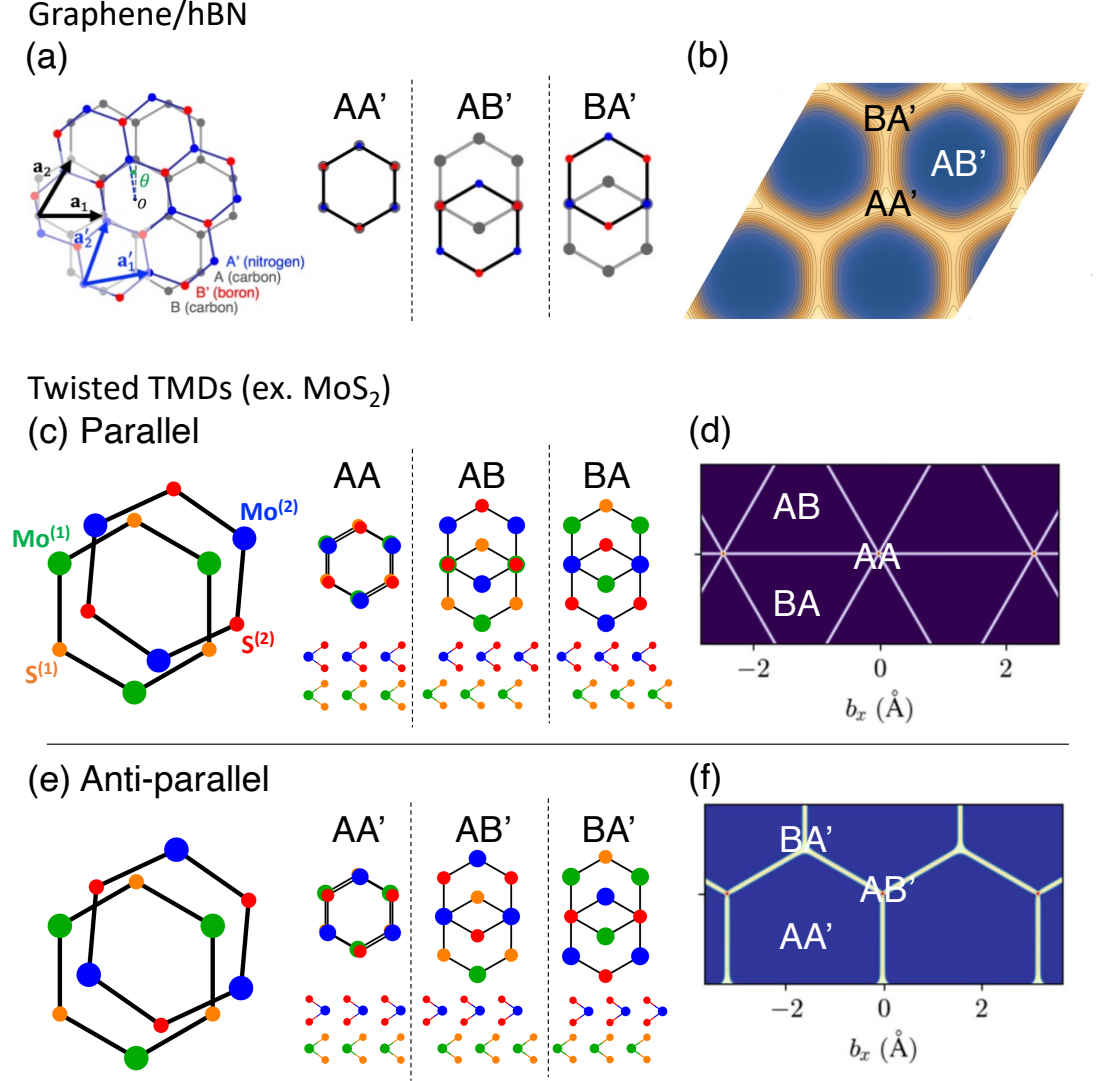 Graphene/hBN
(a)
a₂
a₁
θ
o
a′₂
a′₁
A' (nitrogen)
A (carbon)
B' (boron)
B (carbon)
AA'
AB'
BA'
(b)
BA'
AB'
AA'
Twisted TMDs (ex. MoS₂)
(c) Parallel
Mo⁽¹⁾
Mo⁽²⁾
S⁽¹⁾
S⁽²⁾
AA
AB
BA
(d)
AB
AA
BA
−2
0
2
bₓ (Å)
(e) Anti-parallel
AA'
AB'
BA'
(f)
BA'
AB'
AA'
−2
0
2
bₓ (Å)